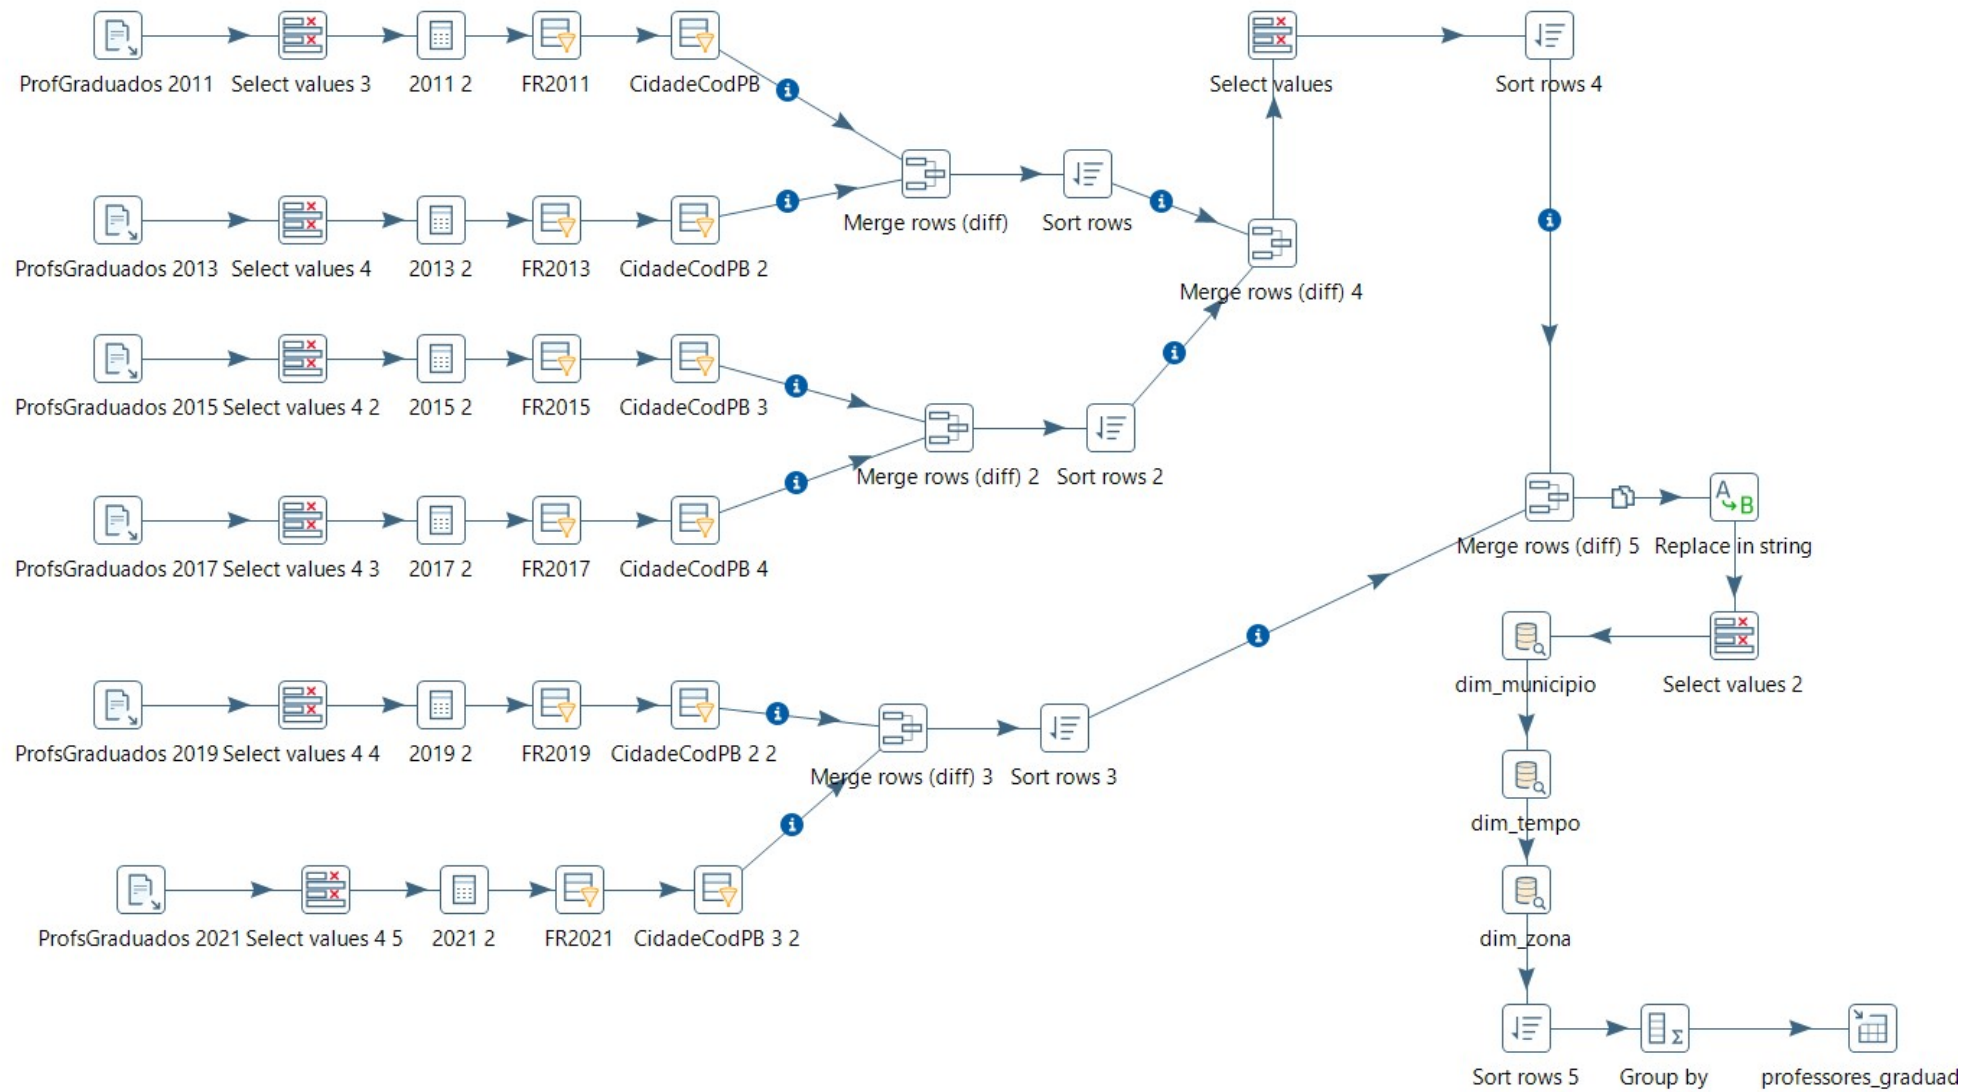 ProfGraduados 2011
Select values 3
2011 2
FR2011
CidadeCodPB
Select values
Sort rows 4
Merge rows (diff)
Sort rows
ProfsGraduados 2013
Select values 4
2013 2
FR2013
CidadeCodPB 2
Merge rows (diff) 4
ProfsGraduados 2015
Select values 4 2
2015 2
FR2015
CidadeCodPB 3
Merge rows (diff) 2
Sort rows 2
ProfsGraduados 2017
Select values 4 3
2017 2
FR2017
CidadeCodPB 4
Merge rows (diff) 5
A
B
Replace in string
dim_municipio
Select values 2
ProfsGraduados 2019
Select values 4 4
2019 2
FR2019
CidadeCodPB 2 2
Merge rows (diff) 3
Sort rows 3
dim_tempo
ProfsGraduados 2021
Select values 4 5
2021 2
FR2021
CidadeCodPB 3 2
dim_zona
Sort rows 5
Group by
professores_graduad